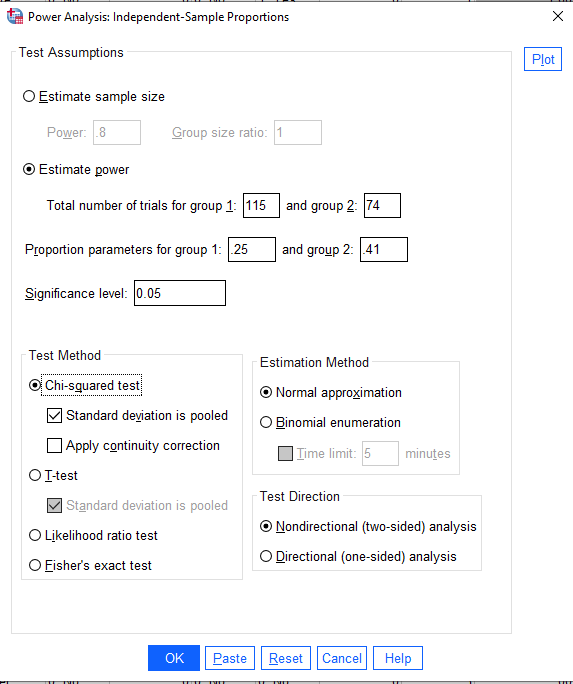 Power Analysis: Independent-Sample Proportions
Test Assumptions
Plot
Estimate sample size
Power: .8 Group size ratio: 1
Estimate power
Total number of trials for group 1: 115 and group 2: 74
Proportion parameters for group 1: .25 and group 2: .41
Significance level: 0.05
Test Method
Chi-squared test
Standard deviation is pooled
Apply continuity correction
T-test
Standard deviation is pooled
Likelihood ratio test
Fisher's exact test
Estimation Method
Normal approximation
Binomial enumeration
Time limit: 5 minutes
Test Direction
Nondirectional (two-sided) analysis
Directional (one-sided) analysis
OK Paste Reset Cancel Help